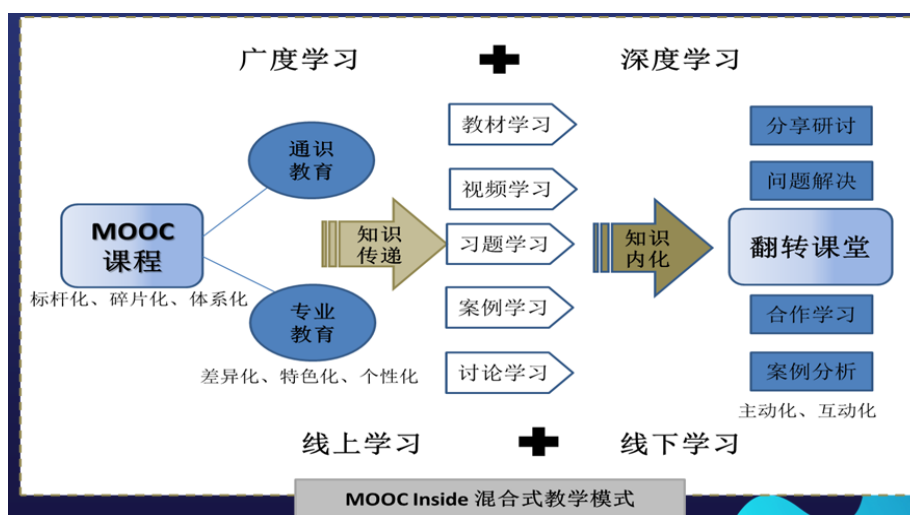 广度学习
深度学习
通识
教育
MOOC
课程
标杆化、碎片化、体系化
专业
教育
差异化、特色化、个性化
知识
传递
教材学习
视频学习
习题学习
案例学习
讨论学习
知识
内化
分享研讨
问题解决
翻转课堂
合作学习
案例分析
主动化、互动化
线上学习
线下学习
MOOC Inside 混合式教学模式